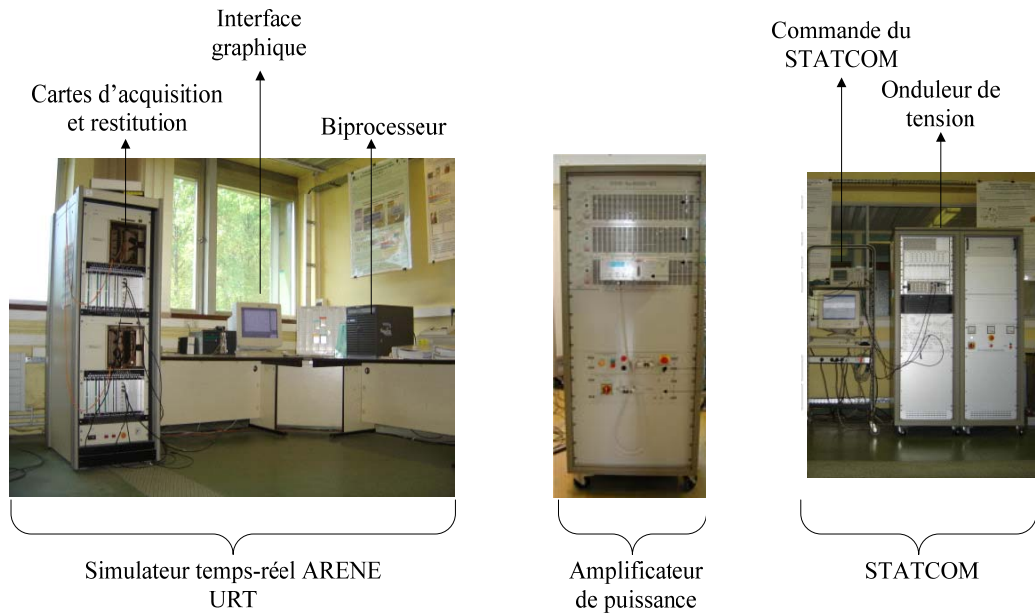 Interface
graphique
Cartes d'acquisition
et restitution
Biprocesseur
Commande du
STATCOM
Onduleur de
tension
Simulateur temps-réel ARENE
URT
Amplificateur
de puissance
STATCOM